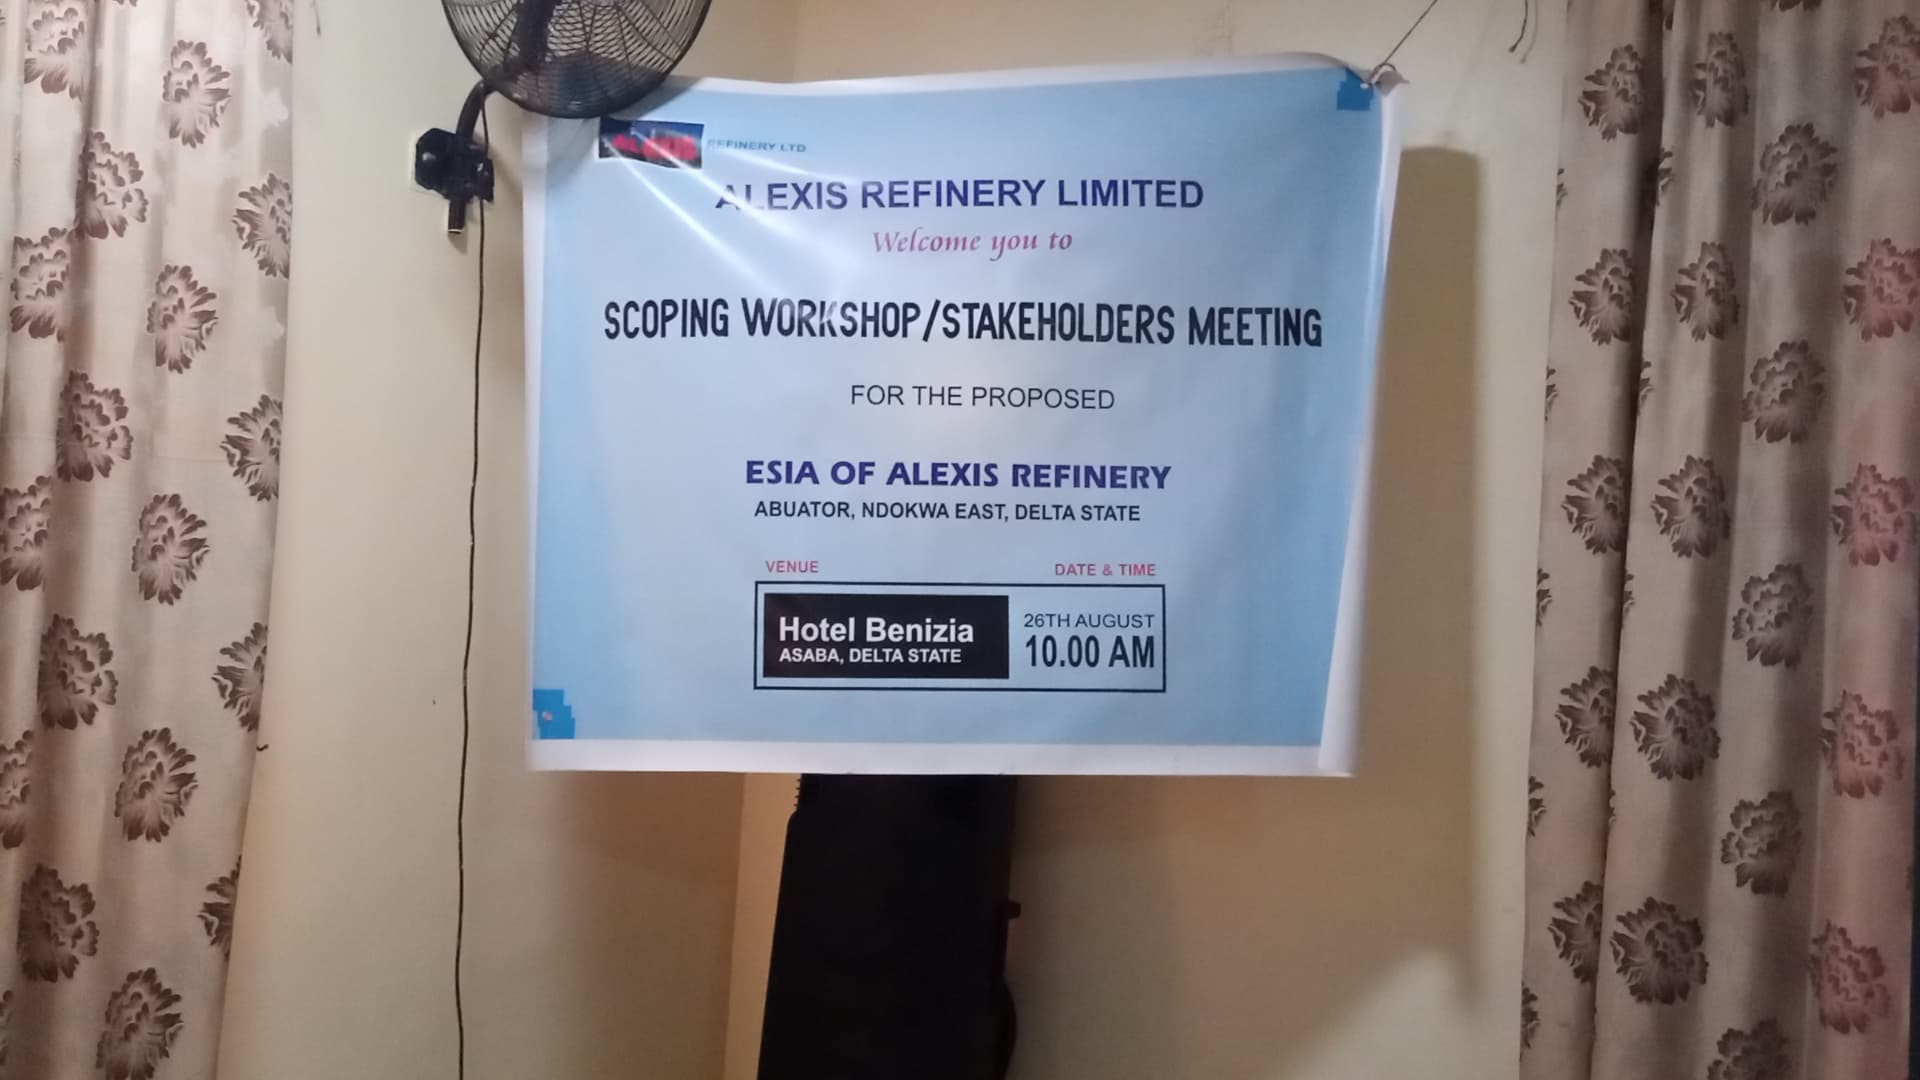 REFINERY LTD
ALEXIS REFINERY LIMITED
Welcome you to
SCOPING WORKSHOP/STAKEHOLDERS MEETING
FOR THE PROPOSED
ESIA OF ALEXIS REFINERY
ABUATOR, NDOKWA EAST, DELTA STATE
VENUE
DATE & TIME
Hotel Benizia
ASABA, DELTA STATE
26TH AUGUST
10.00 AM